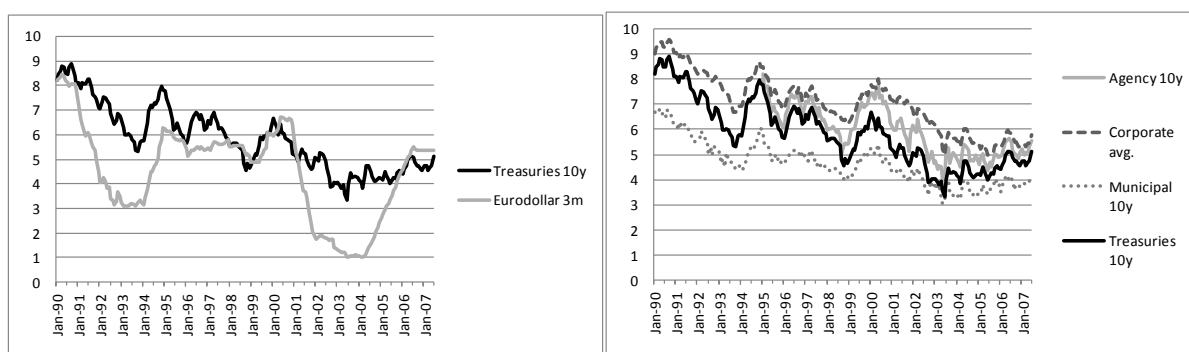 10
9
8
7
6
5
4
3
2
1
0
Jan-90
Jan-91
Jan-92
Jan-93
Jan-94
Jan-95
Jan-96
Jan-97
Jan-98
Jan-99
Jan-00
Jan-01
Jan-02
Jan-03
Jan-04
Jan-05
Jan-06
Jan-07
Treasuries 10y
Eurodollar 3m
10
9
8
7
6
5
4
3
2
1
0
Jan-90
Jan-91
Jan-92
Jan-93
Jan-94
Jan-95
Jan-96
Jan-97
Jan-98
Jan-99
Jan-00
Jan-01
Jan-02
Jan-03
Jan-04
Jan-05
Jan-06
Jan-07
Agency 10y
Corporate
avg.
Municipal
10y
Treasuries
10y